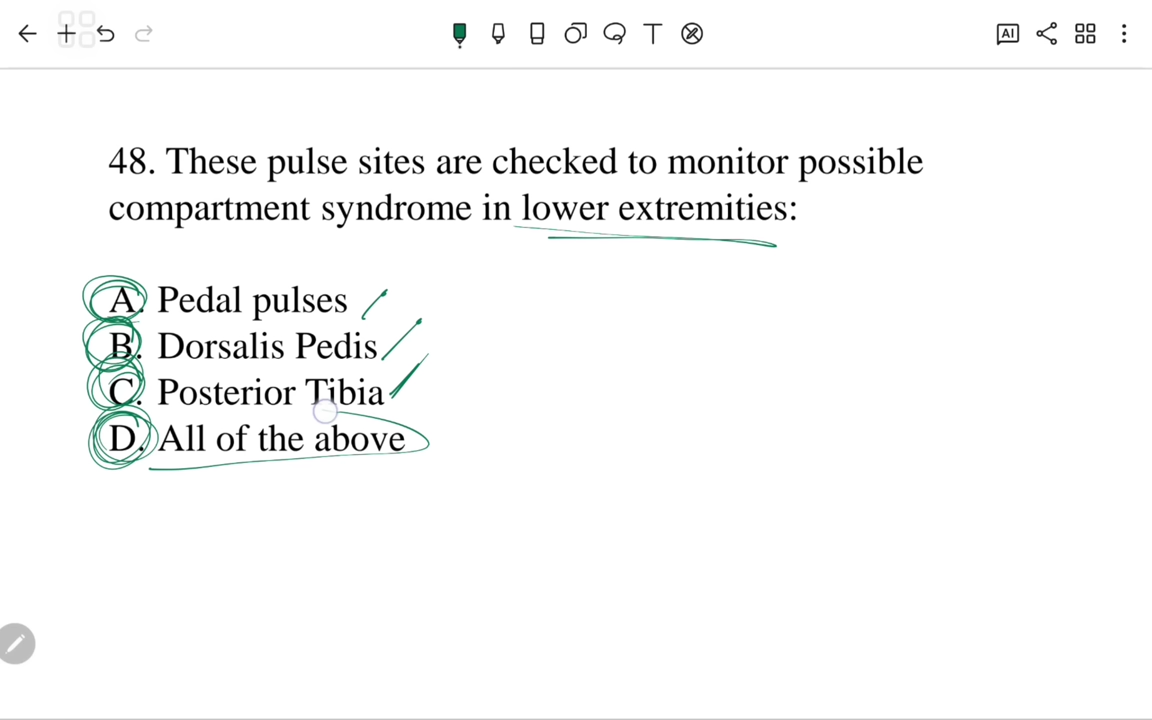 T
AI
48. These pulse sites are checked to monitor possible
compartment syndrome in lower extremities:
A. Pedal pulses
B. Dorsalis Pedis
C. Posterior Tibia
D. All of the above